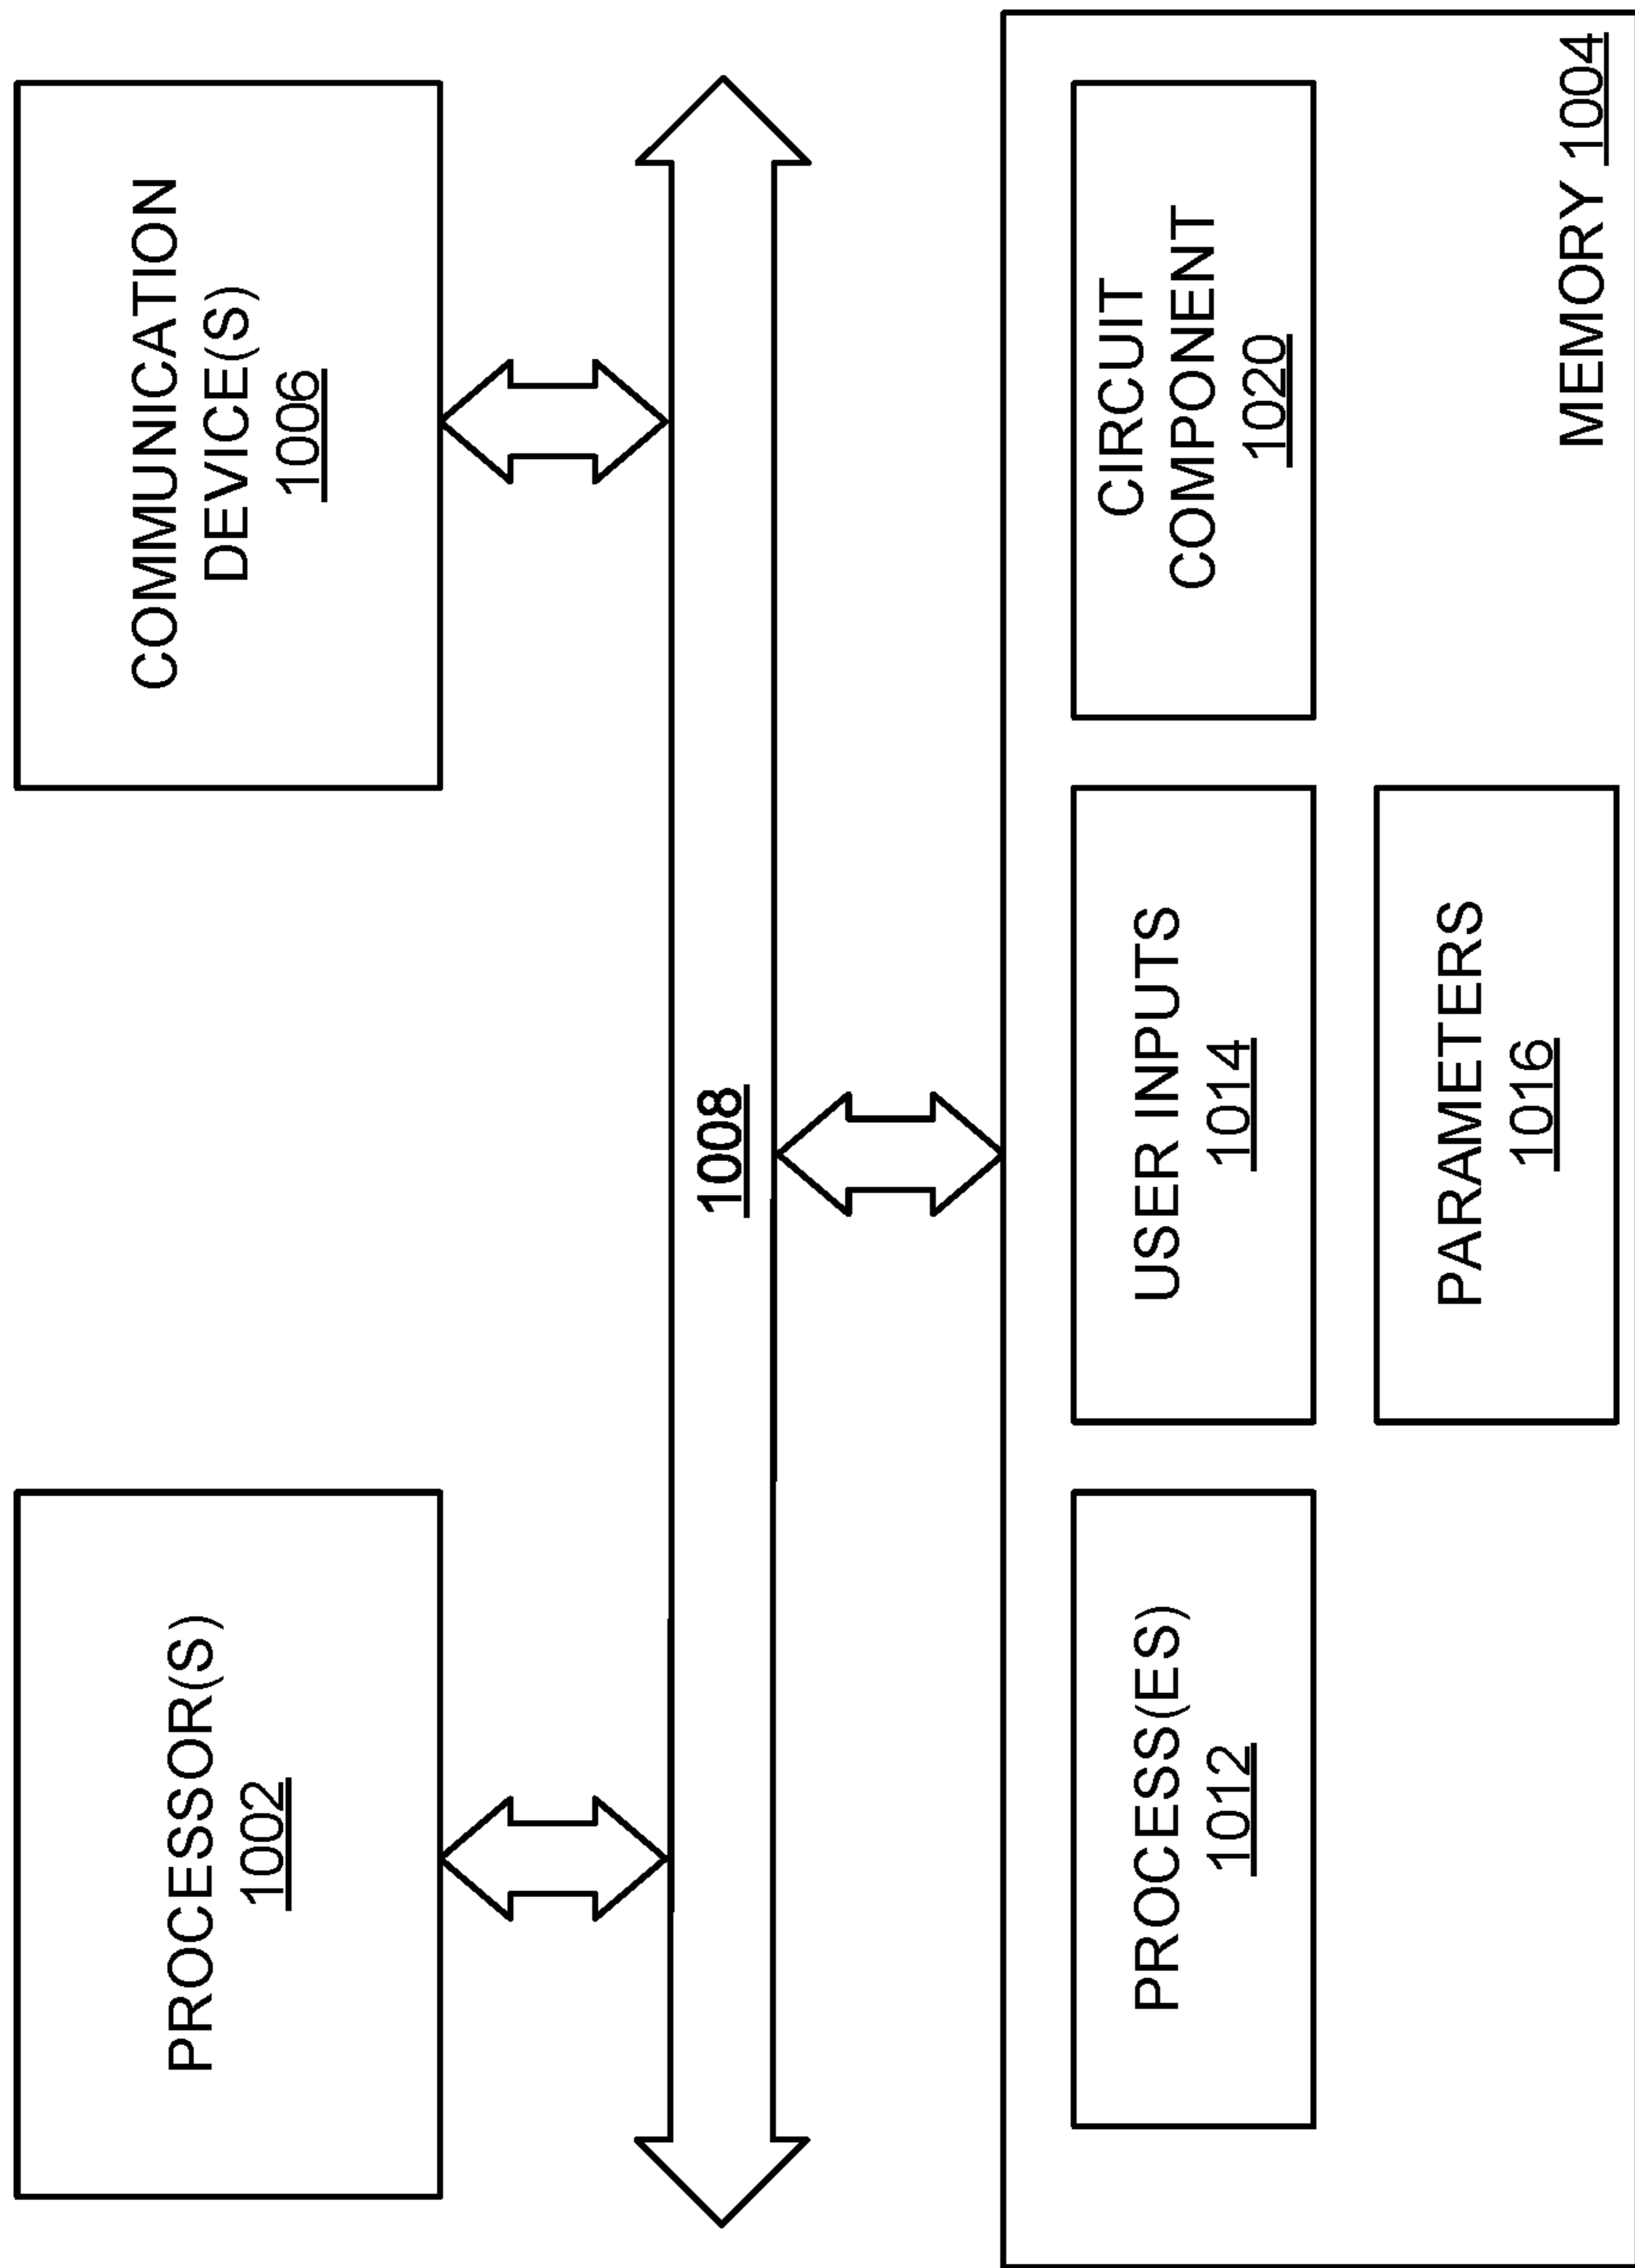 PROCESSOR(S)
1002
COMMUNICATION
DEVICE(S)
1006
1008
PROCESS(ES)
1012
USER INPUTS
1014
CIRCUIT
COMPONENT
1020
PARAMETERS
1016
MEMORY 1004